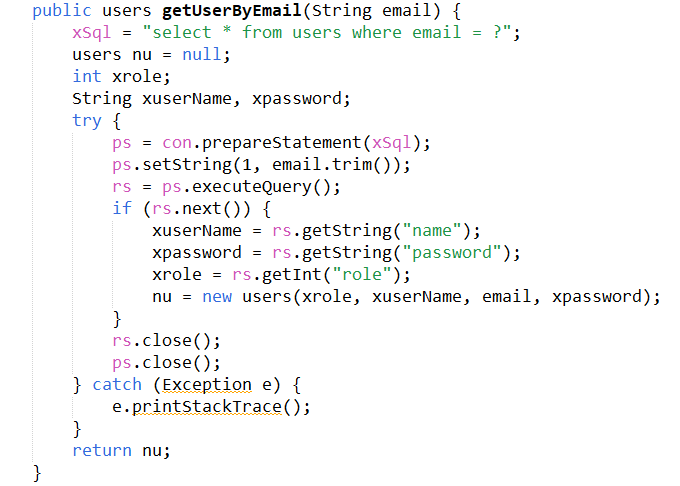 public users getUserByEmail(String email) {
xSql = "select * from users where email = ?";
users nu = null;
int xrole;
String xuserName, xpassword;
try {
ps = con.prepareStatement(xSql);
ps.setString(1, email.trim());
rs = ps.executeQuery();
if (rs.next()) {
xuserName = rs.getString("name");
xpassword = rs.getString("password");
xrole = rs.getInt("role");
nu = new users(xrole, xuserName, email, xpassword);
}
rs.close();
ps.close();
} catch (Exception e) {
e.printStackTrace();
}
return nu;
}